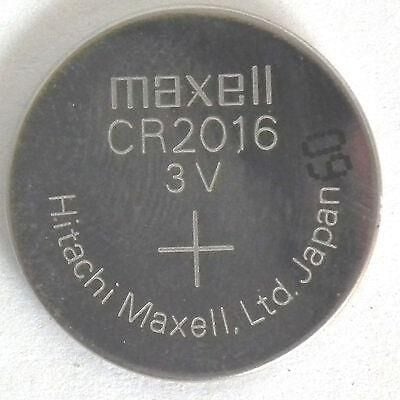 maxell
CR2016
3V
+
Hitachi Maxell, Ltd. Japan
09